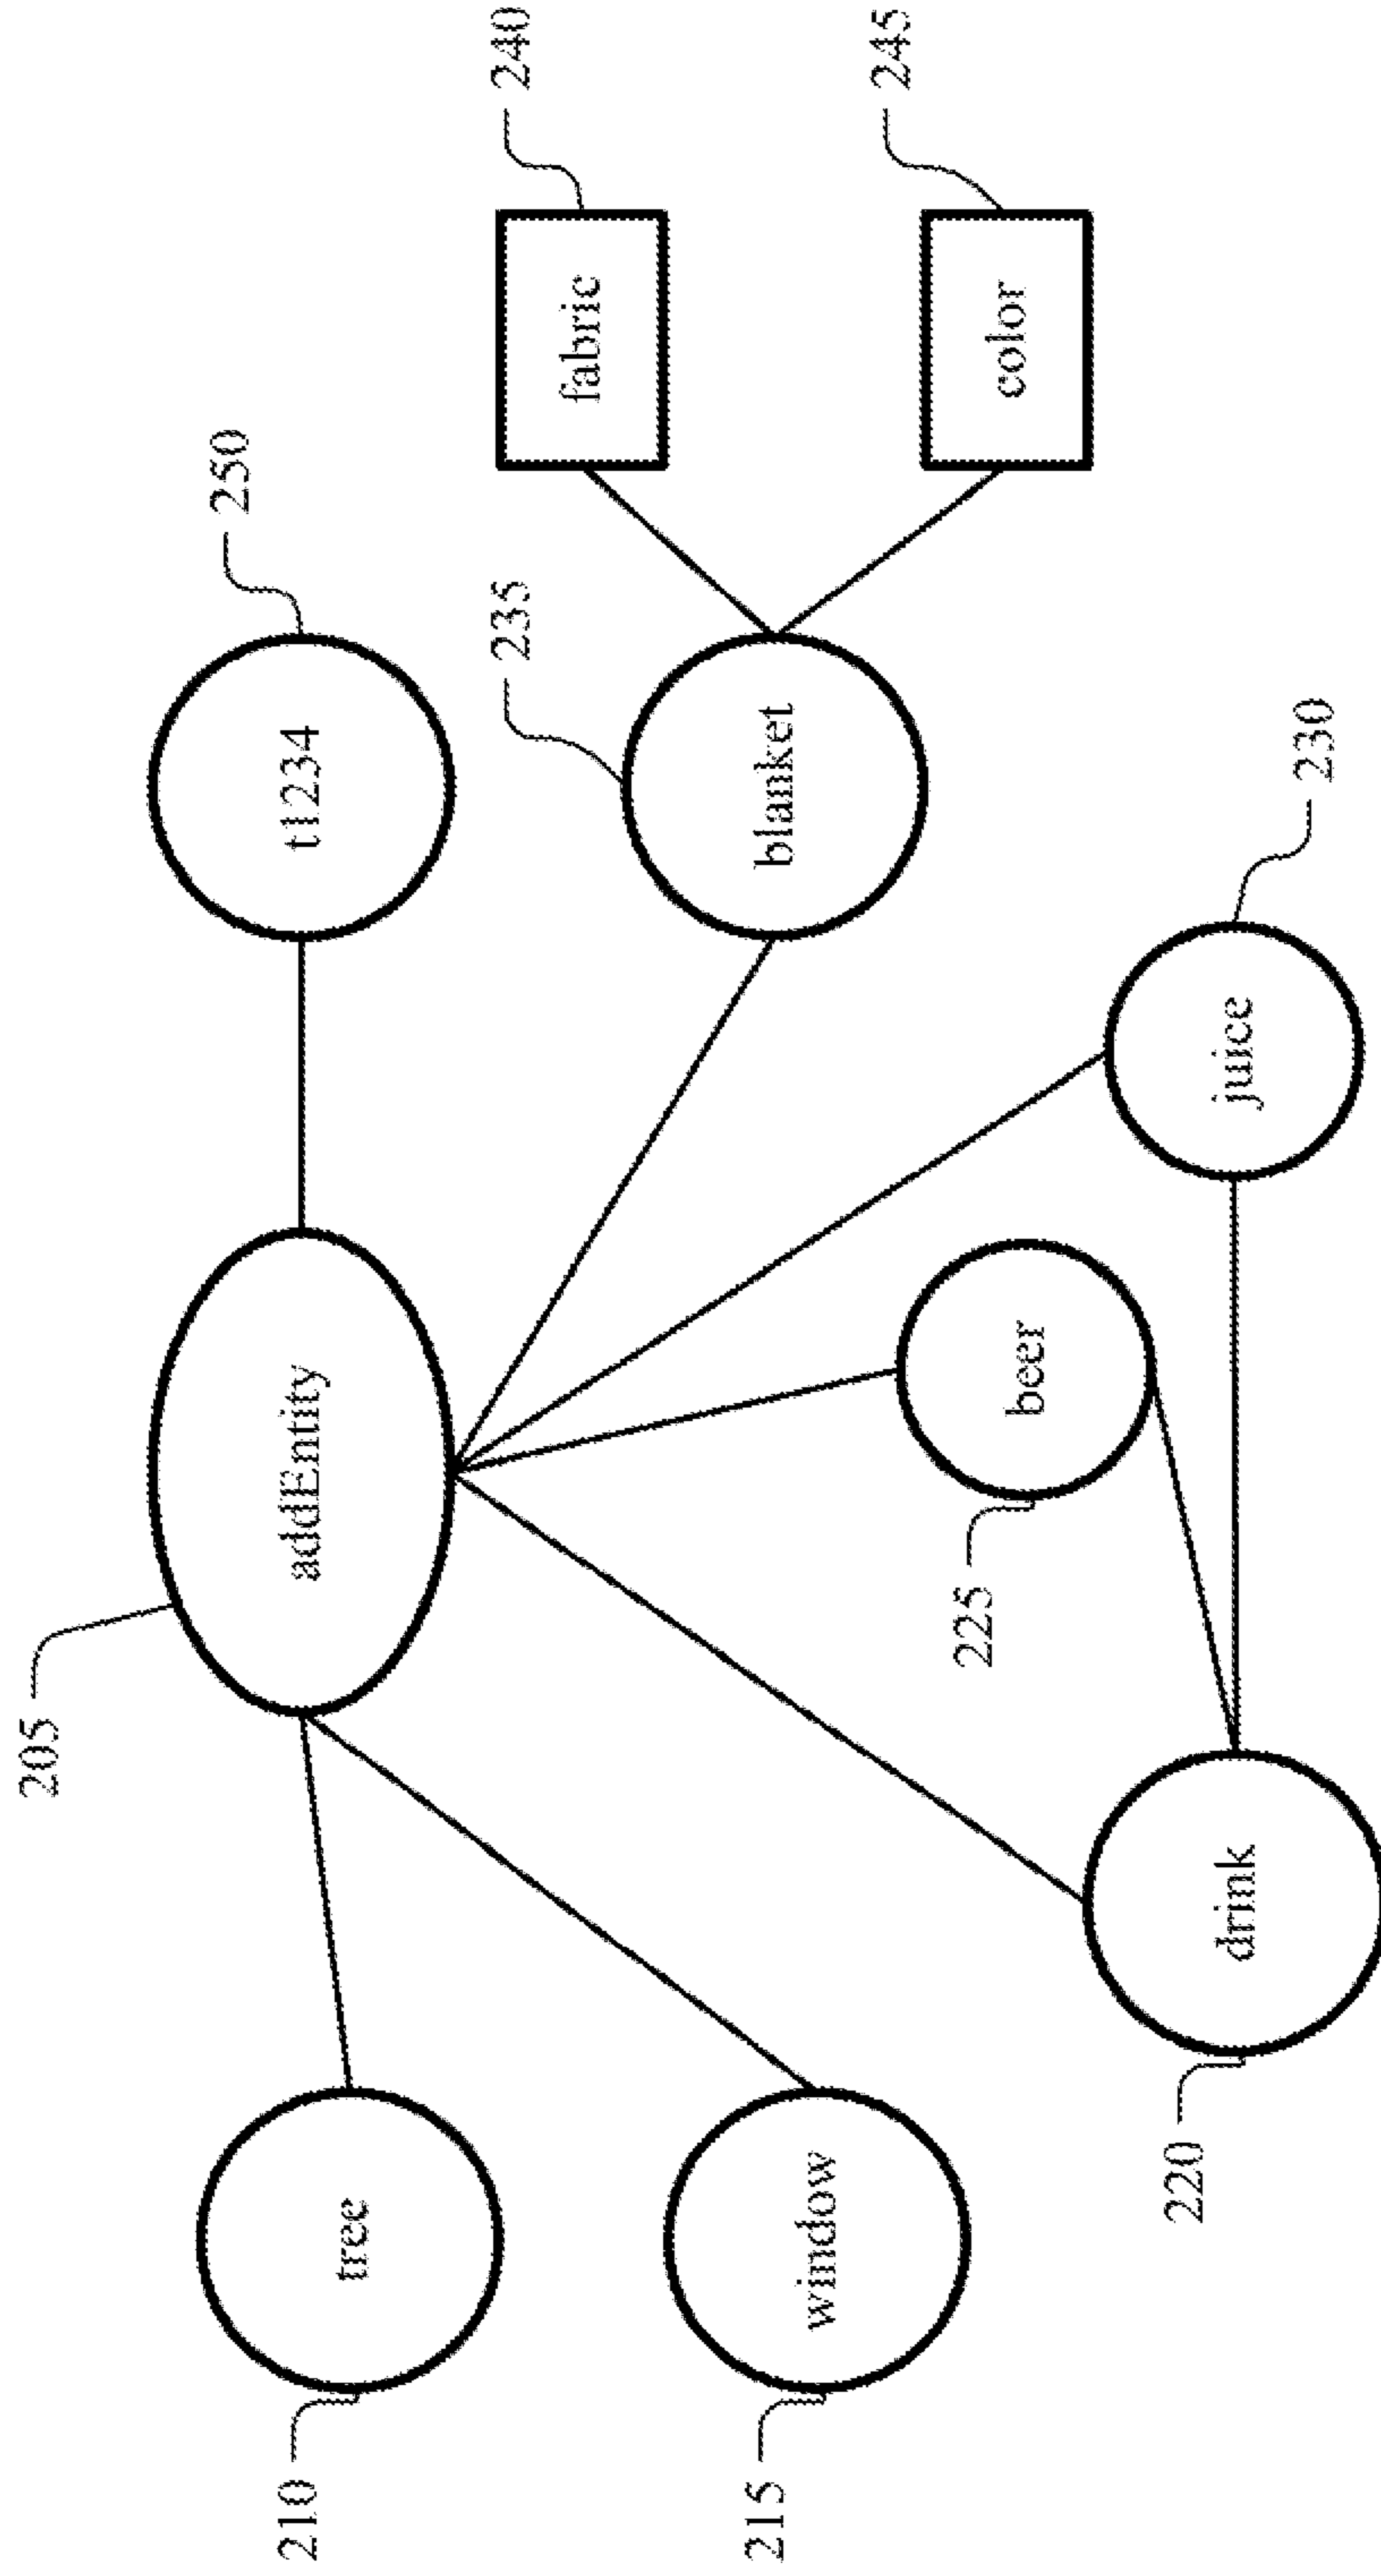 205
addEntity
t1234
250
tree
210
window
215
drink
220
beer
225
juice
230
blanket
235
fabric
240
color
245